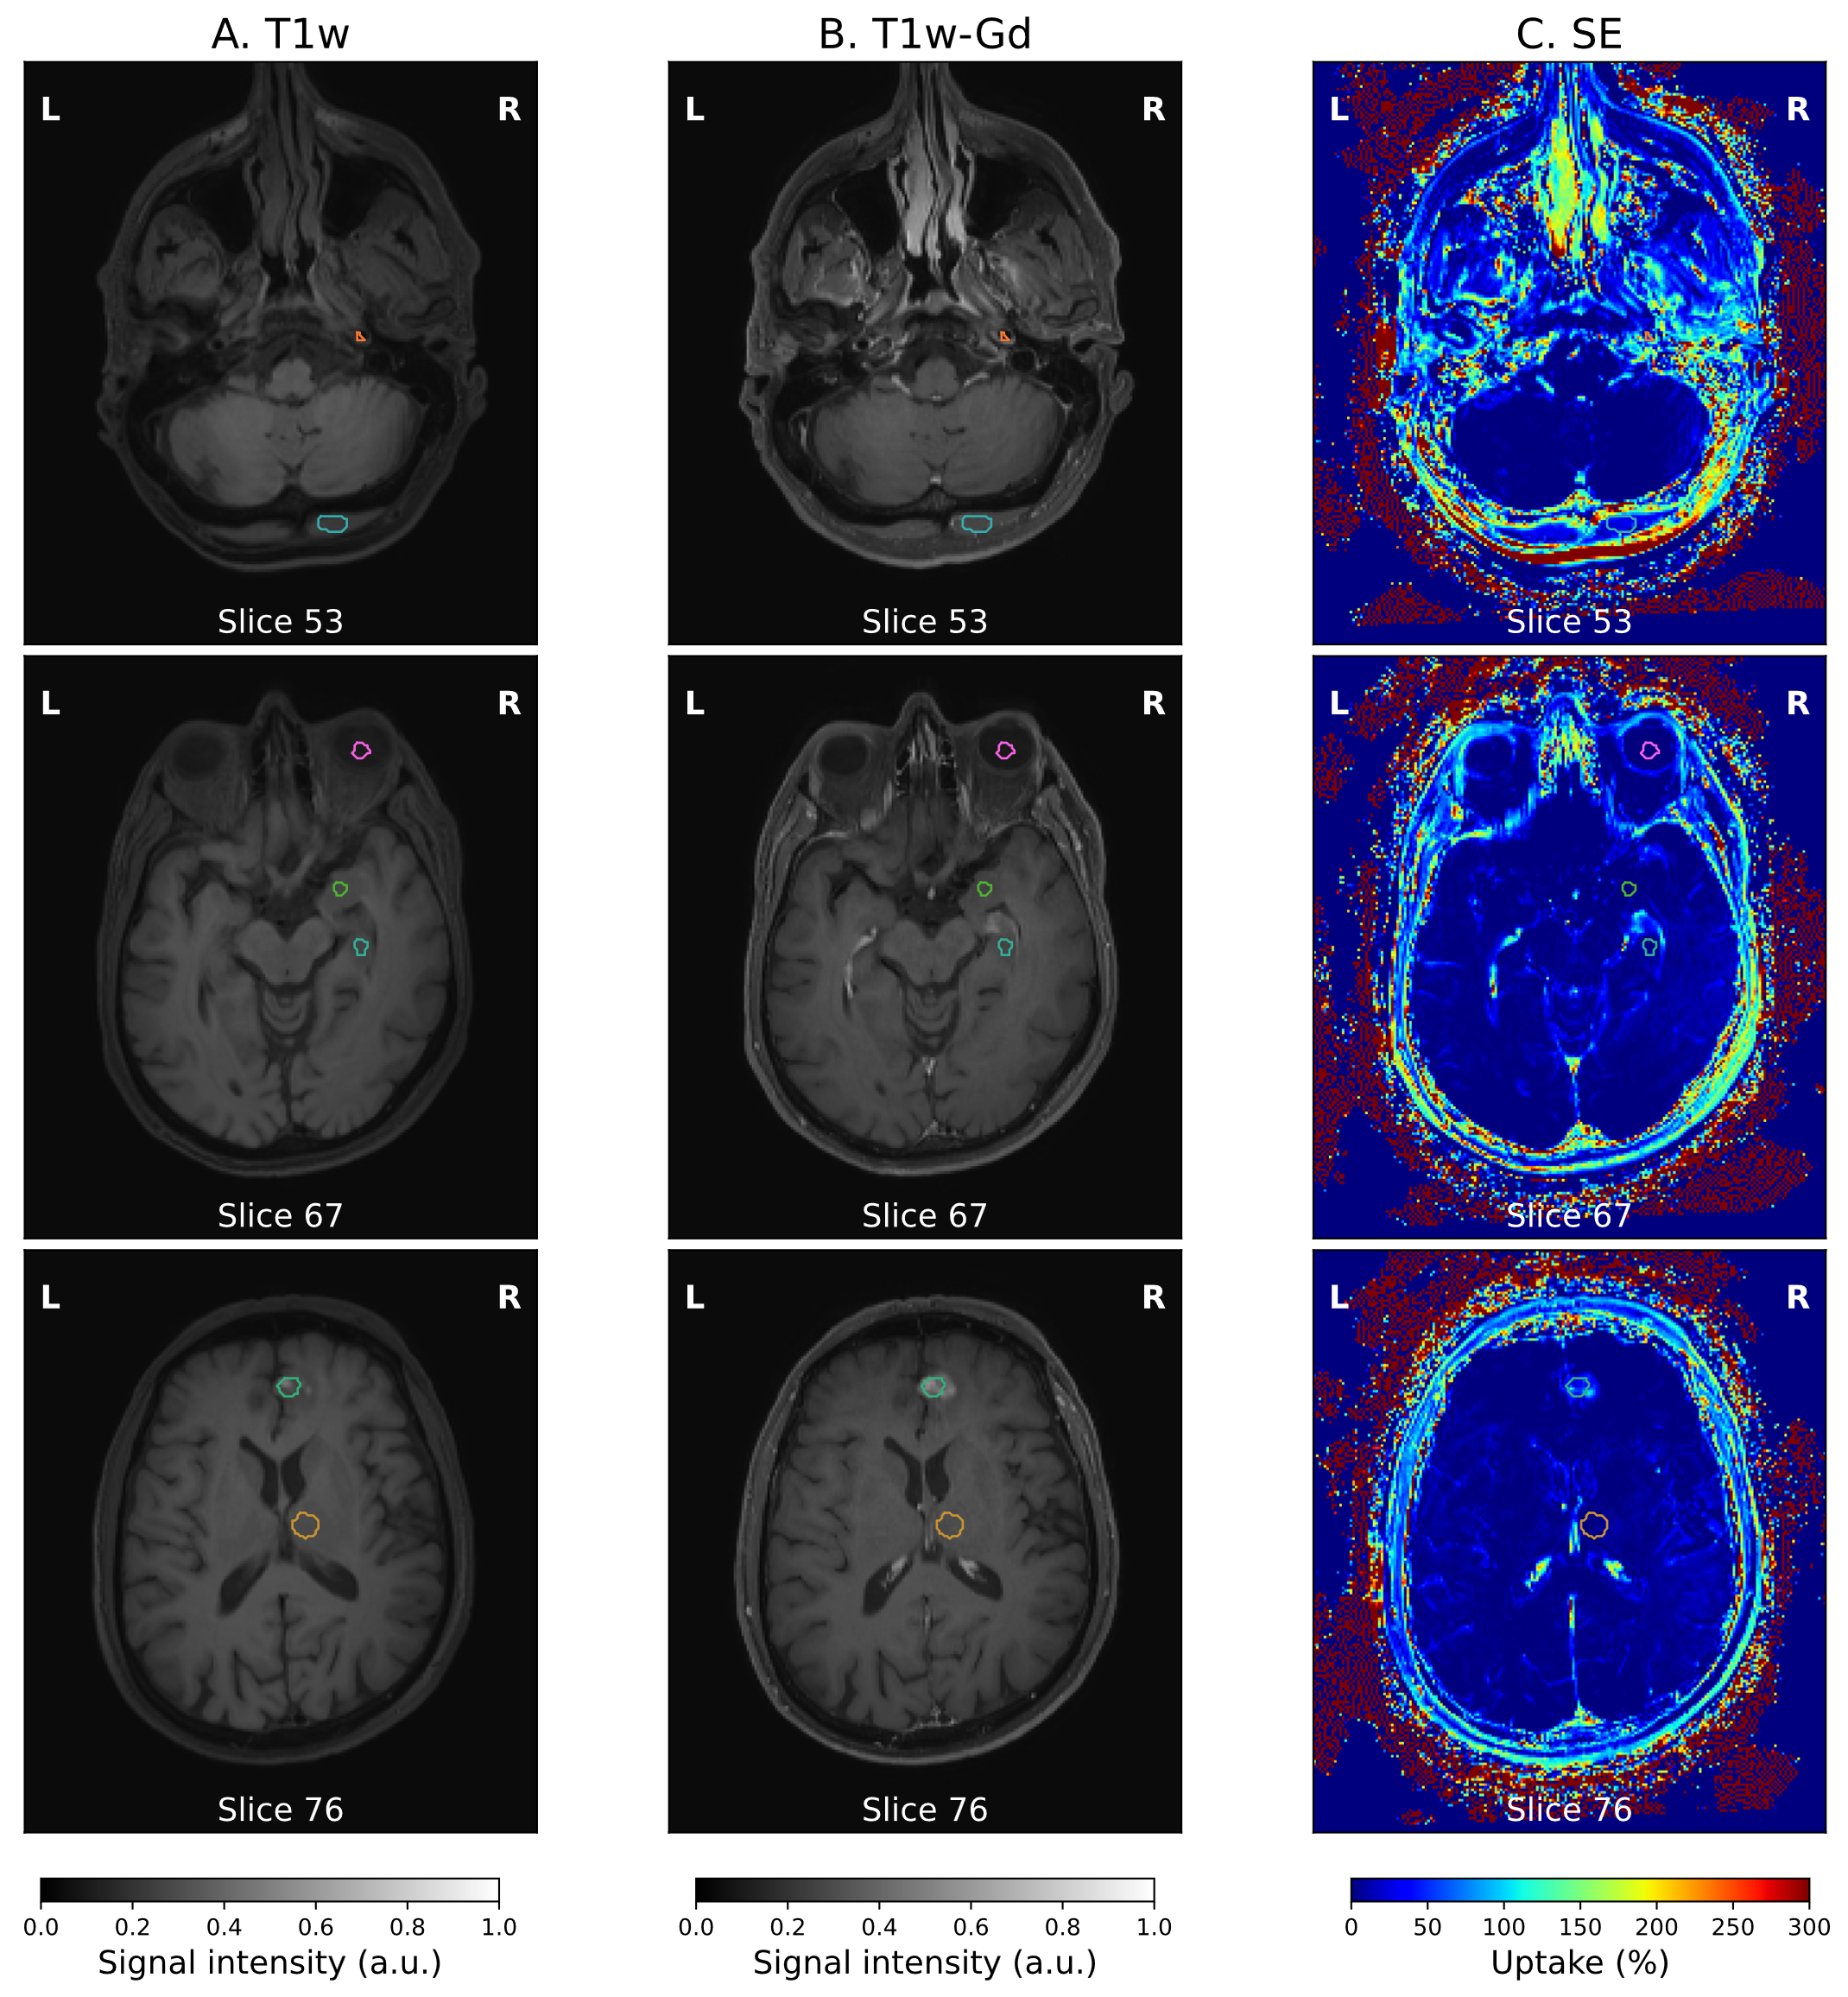 A. T1w
B. T1w-Gd
C. SE
L R
L R
L R
Slice 53
Slice 53
Slice 53
L R
L R
L R
Slice 67
Slice 67
Slice 67
L R
L R
L R
Slice 76
Slice 76
Slice 76
0.0 0.2 0.4 0.6 0.8 1.0
Signal intensity (a.u.)
0.0 0.2 0.4 0.6 0.8 1.0
Signal intensity (a.u.)
0 50 100 150 200 250 300
Uptake (%)